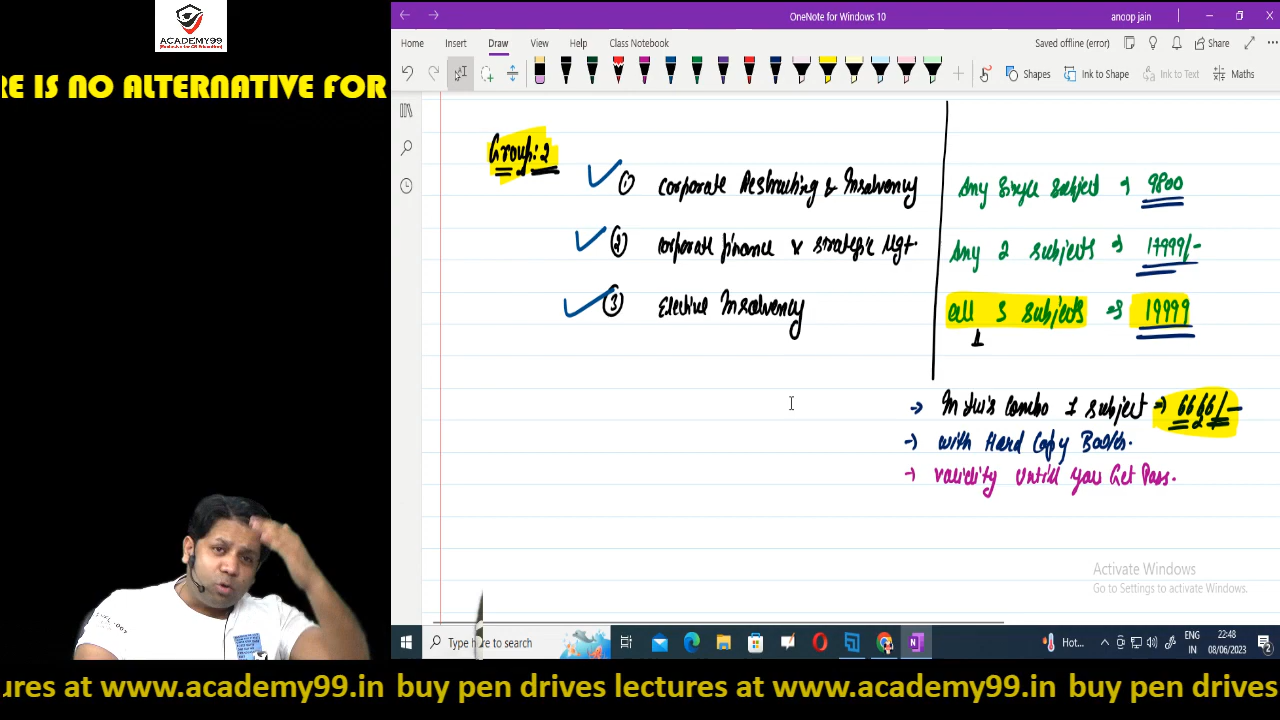 ACADEMY99
RE IS NO ALTERNATIVE FOR
OneNote for Windows 10
anoop jain
Home Insert Draw View Help Class Notebook
Saved offline (error)
Share
Shapes
Ink to Shape
Ink to Text
Maths
Group:2
① Corporate Restructing & Insolvency
Any single subject → 9800
② Corporate finance & strategic Mgt.
Any 2 subjects ⇒ 17999/-
③ Elective Insolvency
all 3 subjects ⇒ 19999
→ In this Combo 1 subject ⇒ 6666/-
→ with Hard Copy Books.
→ validity Untill you Get Pass.
Activate Windows
Go to Settings to activate Windows.
Type here to search
Hot...
ENG
IN
22:48
08/06/2023
ures at www.academy99.in buy pen drives lectures at www.academy99.in buy pen drives